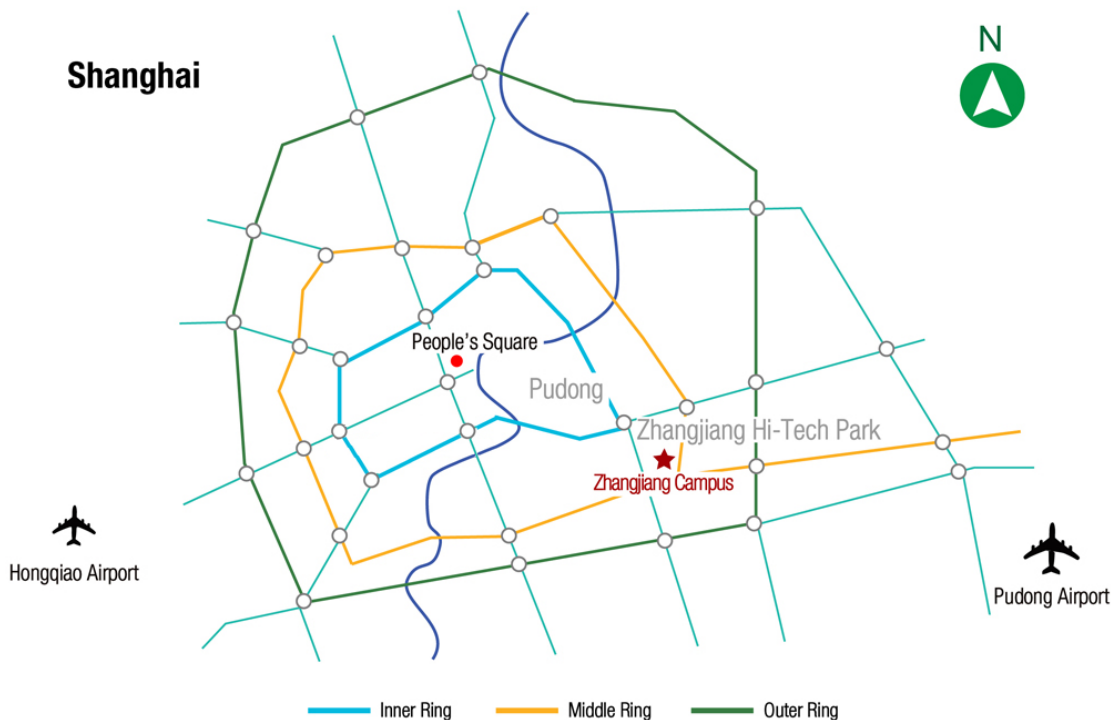 N
Shanghai
People's Square
Pudong
Zhangjiang Hi-Tech Park
Zhangjiang Campus
Hongqiao Airport
Pudong Airport
Inner Ring
Middle Ring
Outer Ring